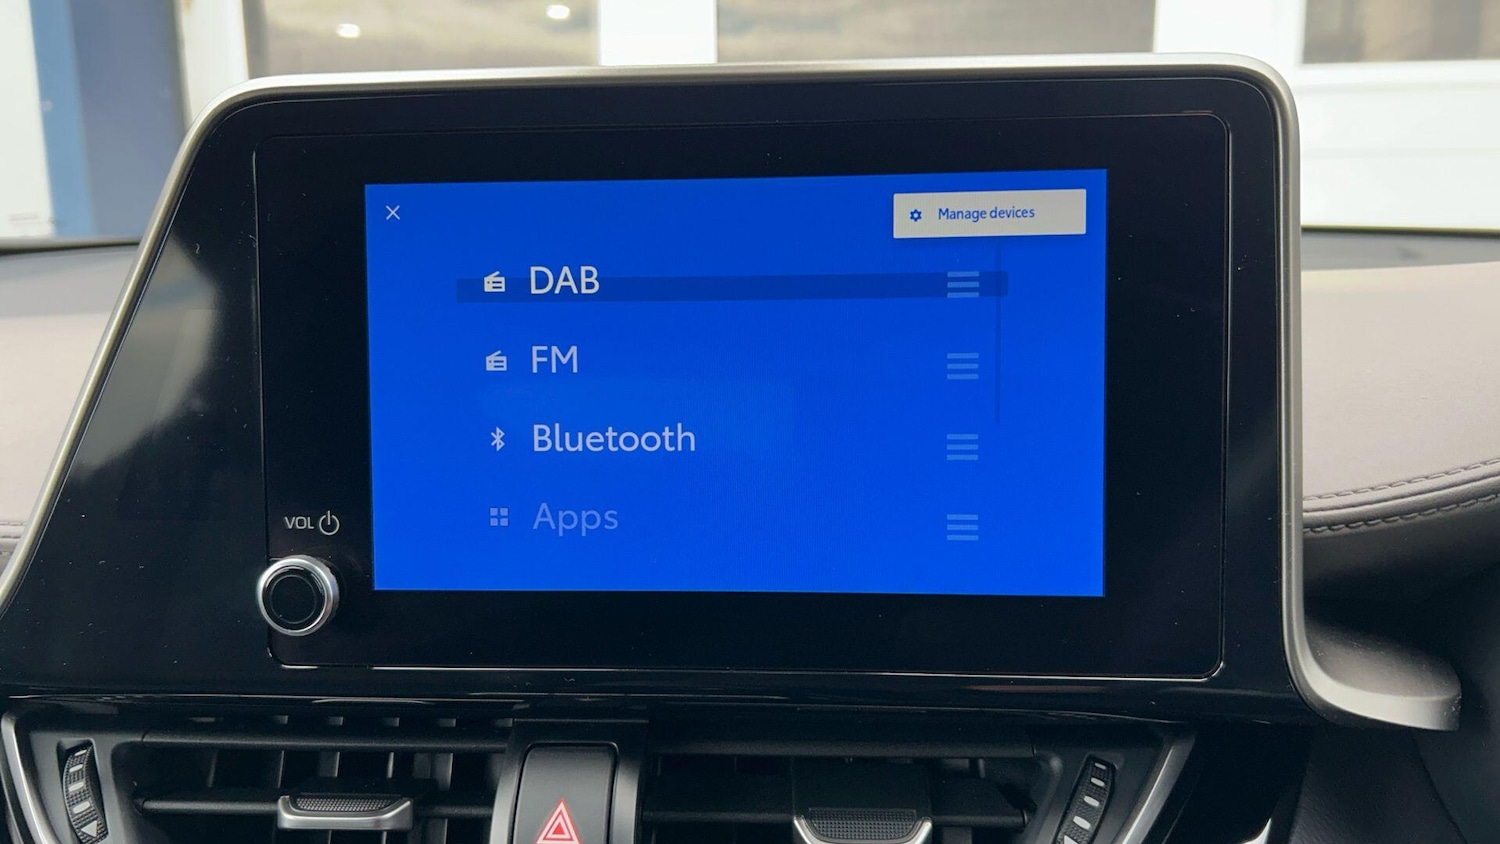 Manage devices
DAB
FM
Bluetooth
Apps
VOL